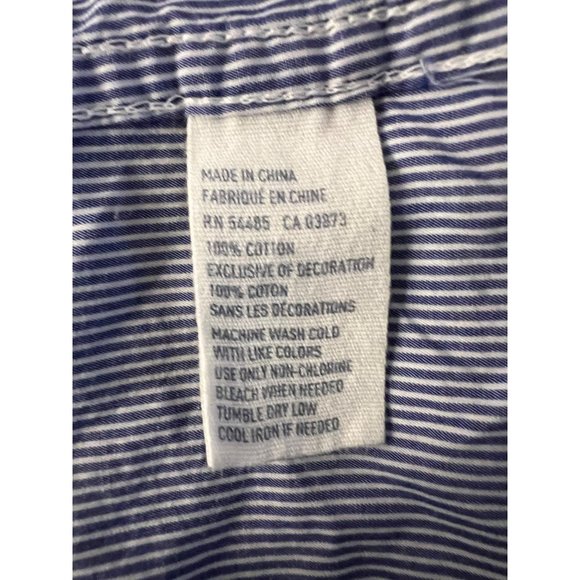 MADE IN CHINA
FABRIQUÉ EN CHINE
RN 54485 CA 03873
100% COTTON
EXCLUSIVE OF DECORATION
100% COTON
SANS LES DÉCORATIONS
MACHINE WASH COLD
WITH LIKE COLORS
USE ONLY NON-CHLORINE
BLEACH WHEN NEEDED
TUMBLE DRY LOW
COOL IRON IF NEEDED